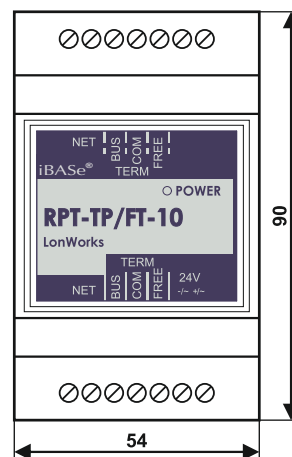 NET BUS COM FREE
iBASe® TERM
POWER
RPT-TP/FT-10
LonWorks
TERM
NET BUS COM FREE 24V
-/~ +/~
90
54